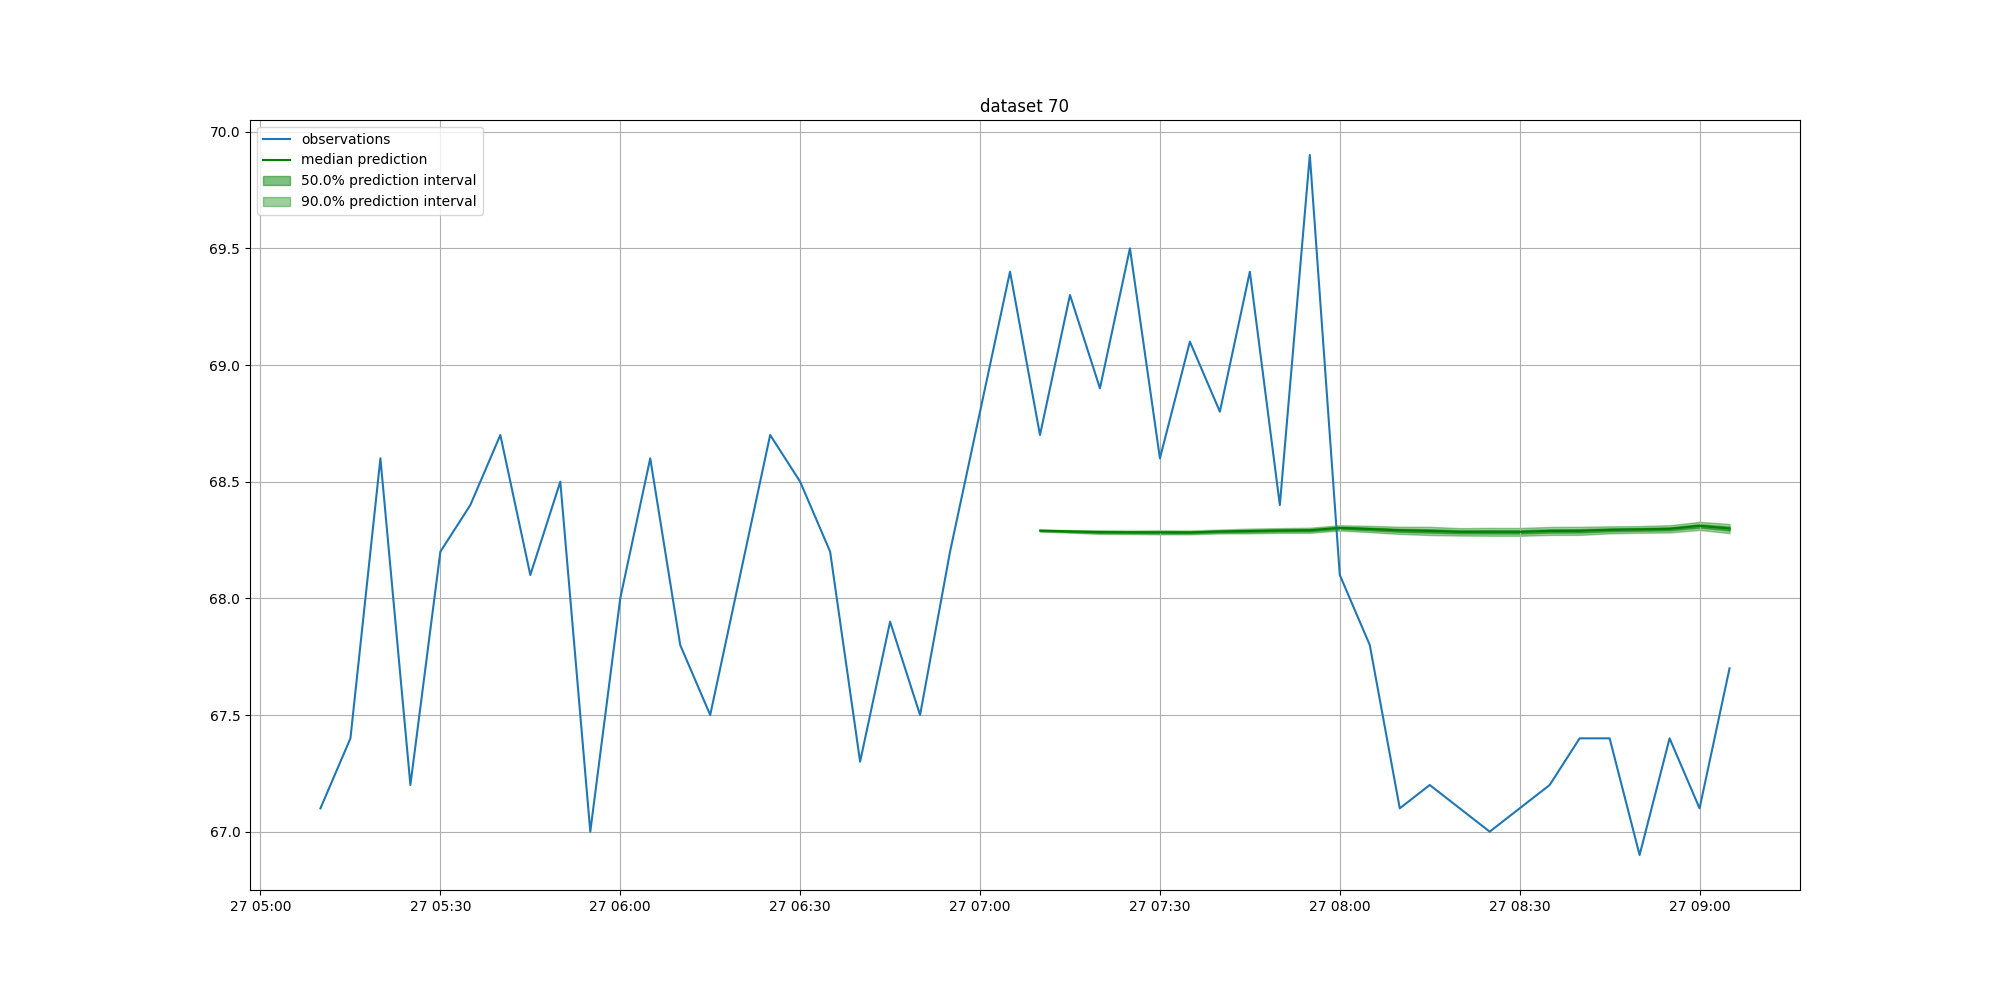 dataset 70
observations
median prediction
50.0% prediction interval
90.0% prediction interval
70.0
69.5
69.0
68.5
68.0
67.5
67.0
27 05:00 27 05:30 27 06:00 27 06:30 27 07:00 27 07:30 27 08:00 27 08:30 27 09:00